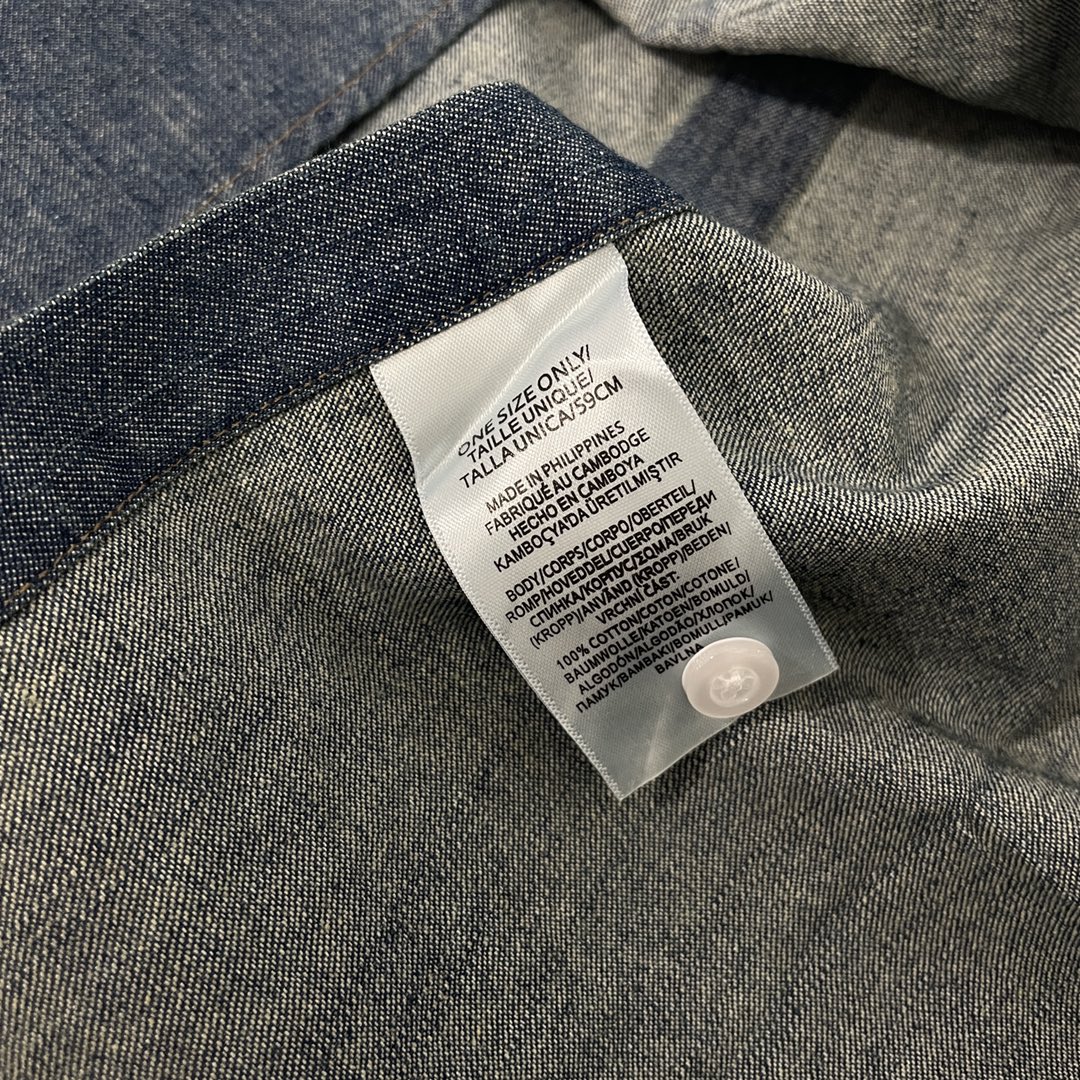 ONE SIZE ONLY/
TAILLE UNIQUE/
TALLA UNICA/59CM
MADE IN PHILIPPINES
FABRIQUÉ AU CAMBODGE
HECHO EN ÇAMBOYA
KAMBOÇYA'DA ÜRETILMIŞTIR
BODY/CORPS/CORPO/OBERTEIL/
ROMP/HOVEDDEL/CUERPO/ПЕРЕДИ
СПИНКА/КОРПУС/ΣΩΜΑ/BRUK
(KROPP)/ANVÄND (KROPP)/BEDEN/
VRCHNÍ ČÁST:
100% COTTON/COTON/COTONE/
BAUMWOLLE/KATOEN/BOMULD/
ALGODÓN/ALGODÃO/ХЛОПОК/
ПАМУК/BAMBAKI/BOMULL/PAMUK/
BAVLNA